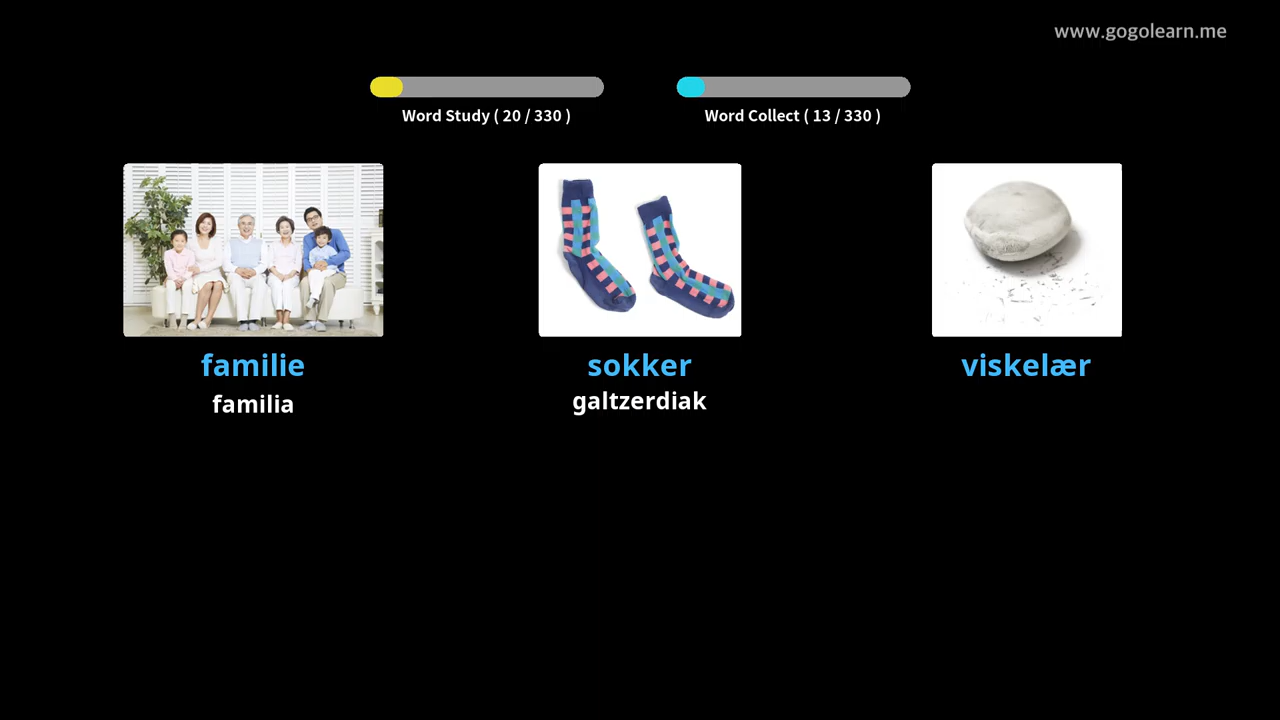 www.gogolearn.me
Word Study ( 20 / 330 )
Word Collect ( 13 / 330 )
familie
sokker
viskelær
familia
galtzerdiak